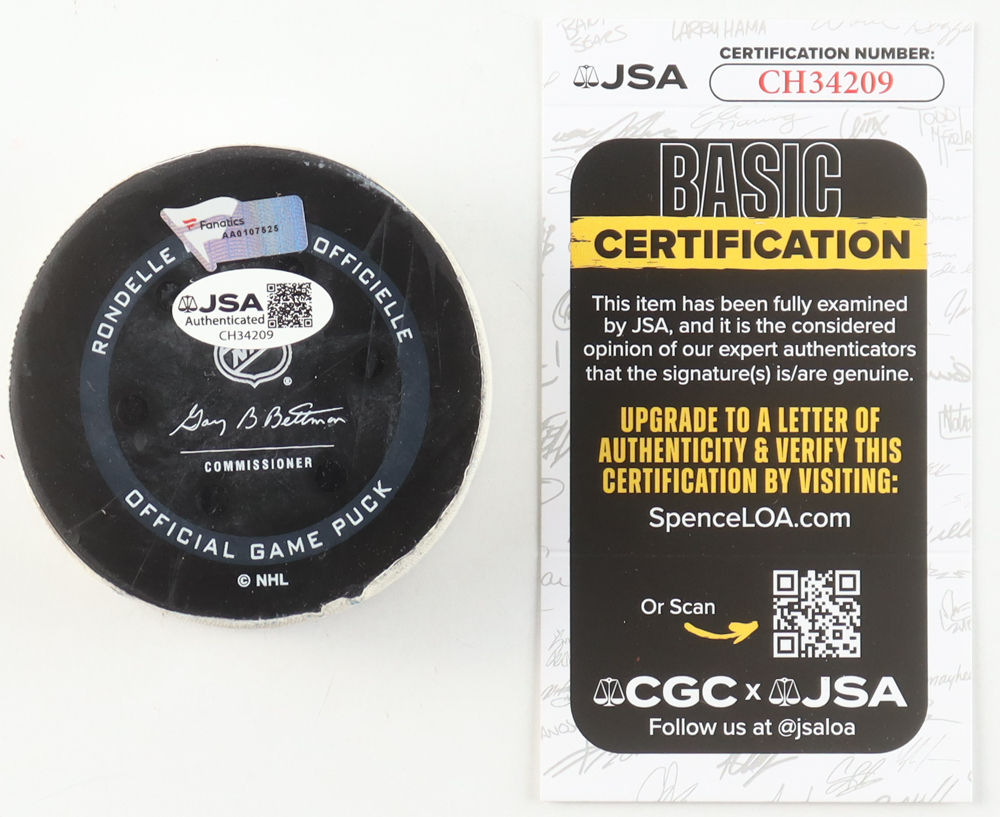 Fanatics
AA0107525
RONDELLE
OFFICIELLE
JSA
Authenticated
CH34209
Gary B Bettman
COMMISSIONER
OFFICIAL GAME PUCK
© NHL
LARRY HAMA
JSA
CERTIFICATION NUMBER:
CH34209
BASIC
CERTIFICATION
This item has been fully examined
by JSA, and it is the considered
opinion of our expert authenticators
that the signature(s) is/are genuine.
UPGRADE TO A LETTER OF
AUTHENTICITY & VERIFY THIS
CERTIFICATION BY VISITING:
SpenceLOA.com
Or Scan
CGC x JSA
Follow us at @jsaloa